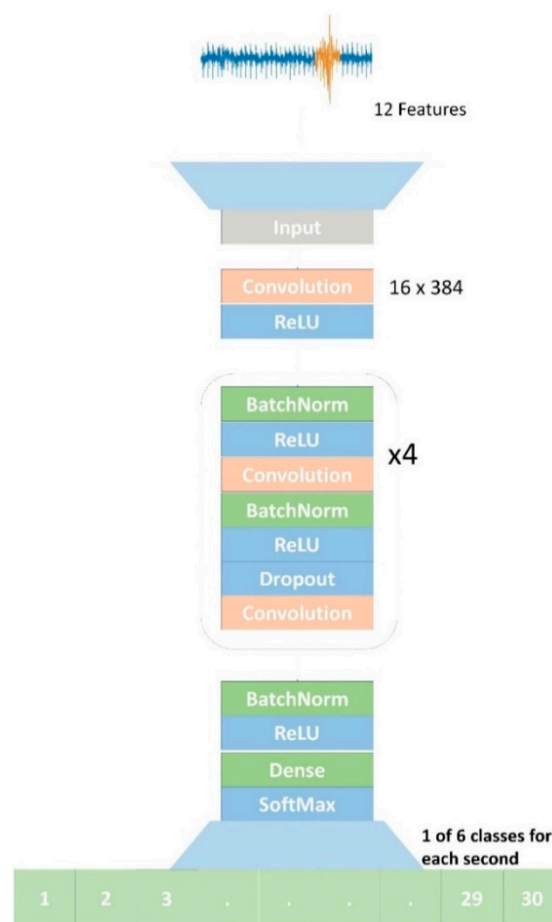 12 Features
Input
Convolution
16 x 384
ReLU
BatchNorm
ReLU
x4
Convolution
BatchNorm
ReLU
Dropout
Convolution
BatchNorm
ReLU
Dense
SoftMax
1 of 6 classes for
each second
1 2 3 . . . . 29 30